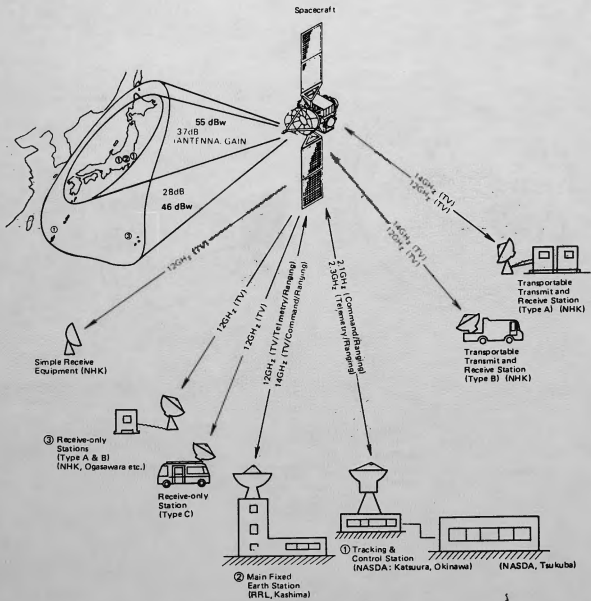 Spacecraft
55 dBw
37dB
(ANTENNA. GAIN
28dB
46 dBw
① ② ①
①
③
12GHz (TV)
12GHz (TV)
12GHz (TV)
12GHz (TV/Telemetry/Ranging)
14GHz (TV/Command/Ranging)
2.1GHz (Command/Ranging)
2.3GHz (Telemetry/Ranging)
14GHz (TV)
12GHz (TV)
14GHz (TV)
12GHz (TV)
Simple Receive
Equipment (NHK)
③ Receive-only
Stations
(Type A & B)
(NHK, Ogasawara etc.)
Receive-only
Station
(Type C)
② Main Fixed
Earth Station
(RRL, Kashima)
① Tracking &
Control Station
(NASDA: Katsuura, Okinawa)
(NASDA, Tsukuba)
Transportable
Transmit and
Receive Station
(Type B) (NHK)
Transportable
Transmit and
Receive Station
(Type A) (NHK)